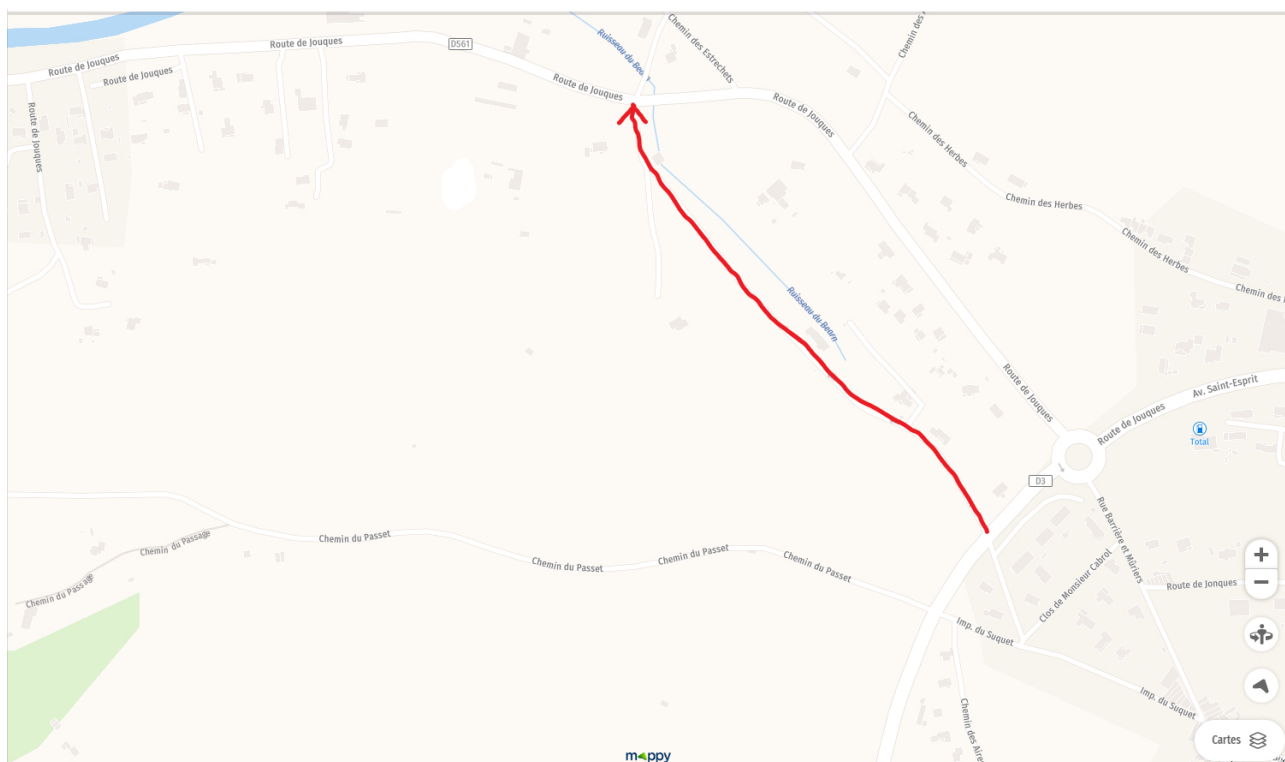 Route de Jouques
D561
Ruisseau du Bea
Chemin des Estrechets
Chemin des
Route de Jouques
Route de Jouques
Route de Jouques
Route de Jouques
Route de Jouques
Chemin des Herbes
Chemin des Herbes
Chemin des Herbes
Chemin des
Ruisseau du Bearn
Route de Jouques
Av. Saint-Esprit
Route de Jouques
Total
D3
Chemin du Passet
Chemin du Passage
Chemin du Passet
Chemin du Passet
Chemin du Passet
Chemin du Passage
Rue Barrière et Mûriers
Clos de Monsieur Cabrol
Route de Jonques
Imp. du Suquet
Imp. du Suquet
Chemin des Aires
Cartes
mappy